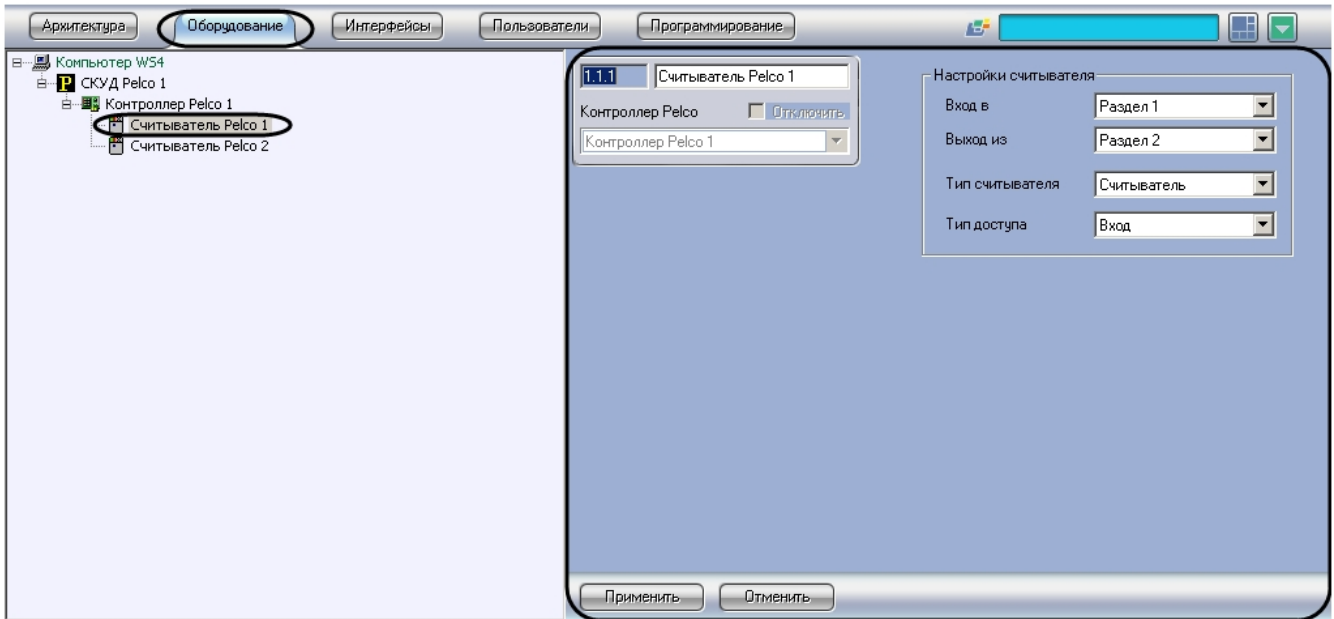 Архитектура Оборудование Интерфейсы Пользователи Программирование
Компьютер WS4
P СКУД Pelco 1
Контроллер Pelco 1
Считыватель Pelco 1
Считыватель Pelco 2
1.1.1 Считыватель Pelco 1
Контроллер Pelco Отключить
Контроллер Pelco 1
Настройки считывателя
Вход в Раздел 1
Выход из Раздел 2
Тип считывателя Считыватель
Тип доступа Вход
Применить Отменить